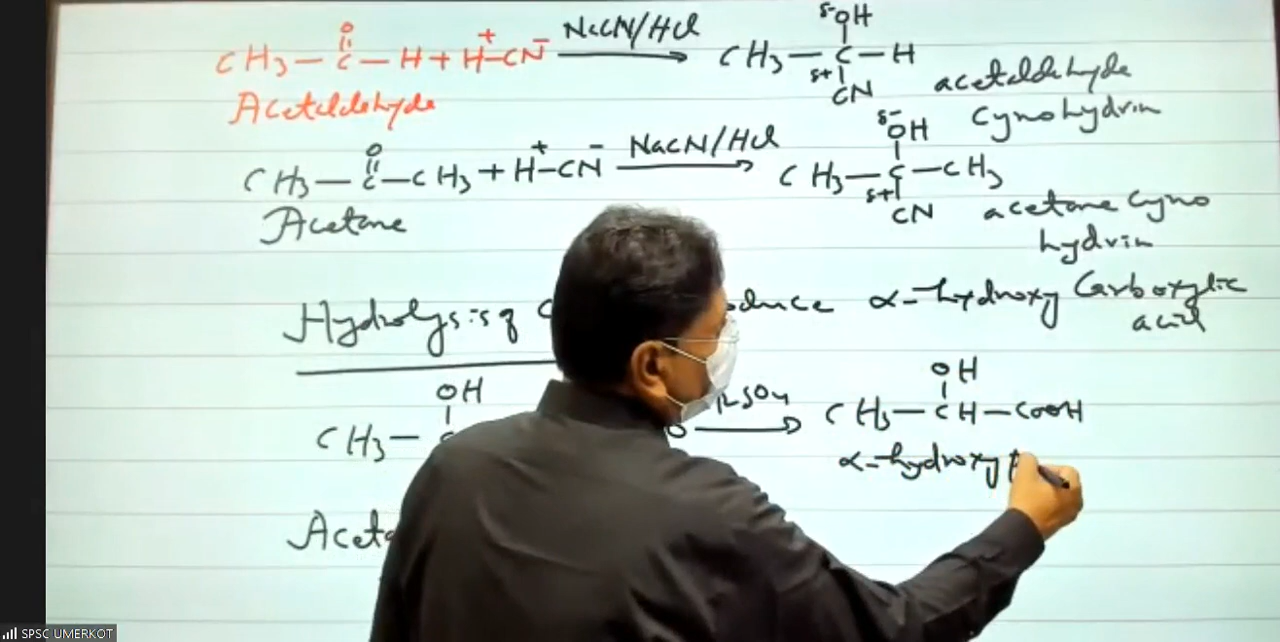 O OH
CH3 — C — H + H — CN NaCN/HCl CH3 — C — H
Acetaldehyde CN acetaldehyde
cynohydrin
O OH
CH3 — C — CH3 + H — CN NaCN/HCl CH3 — C — CH3
Acetone CN acetone cyno
hydrin
Hydrolysis of α-hydroxy Carboxylic
acid
OH OH
CH3 — CH3 — CH — COOH
α-hydroxy
SPSC UMERKOT